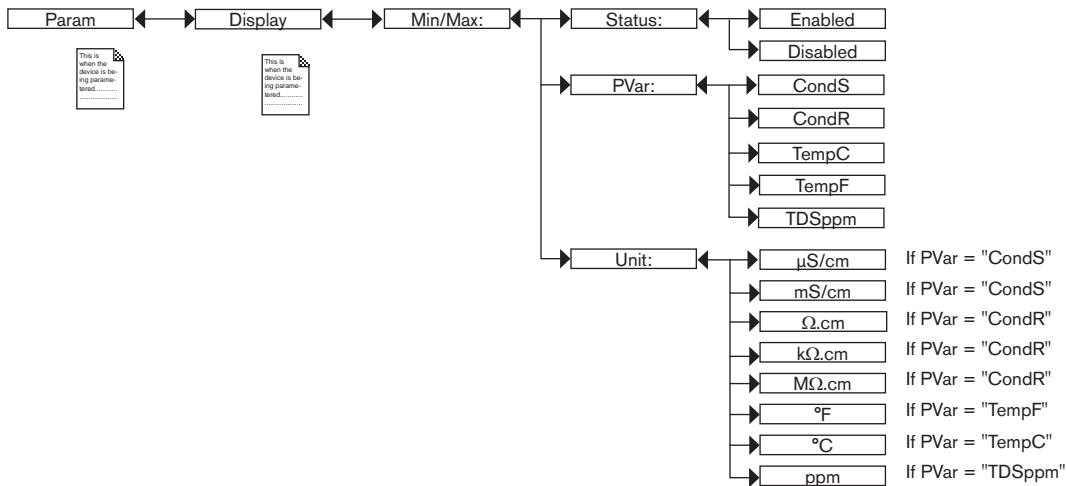 Param Display Min/Max: Status: Enabled
Disabled
This is
when the
device is be-
ing parame-
tered...........
....................
This is
when the
device is be-
ing parame-
tered...........
....................
PVar: CondS
CondR
TempC
TempF
TDSppm
Unit: µS/cm If PVar = "CondS"
mS/cm If PVar = "CondS"
Ω.cm If PVar = "CondR"
kΩ.cm If PVar = "CondR"
MΩ.cm If PVar = "CondR"
°F If PVar = "TempF"
°C If PVar = "TempC"
ppm If PVar = "TDSppm"